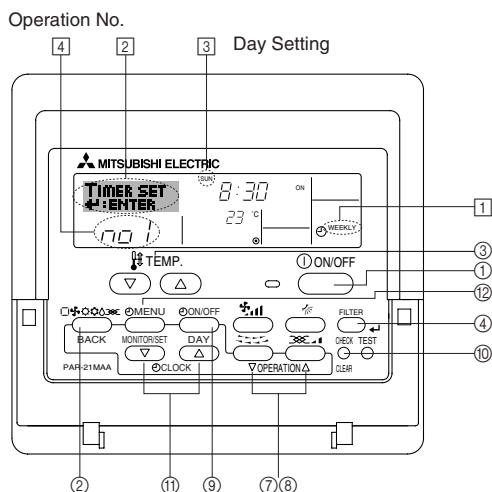 Operation No.
4 2 3 Day Setting
MITSUBISHI ELECTRIC
SUN
TIMER SET
↵:ENTER
8:30 ON
23 °C
WEEKLY
1
no 1
TEMP. ON/OFF
③
①
⑫
MENU ON/OFF FILTER
④
BACK MONITOR/SET DAY CHECK TEST
⑩
PAR-21MAA CLOCK ▽OPERATION△ CLEAR
② ⑪ ⑨ ⑦⑧